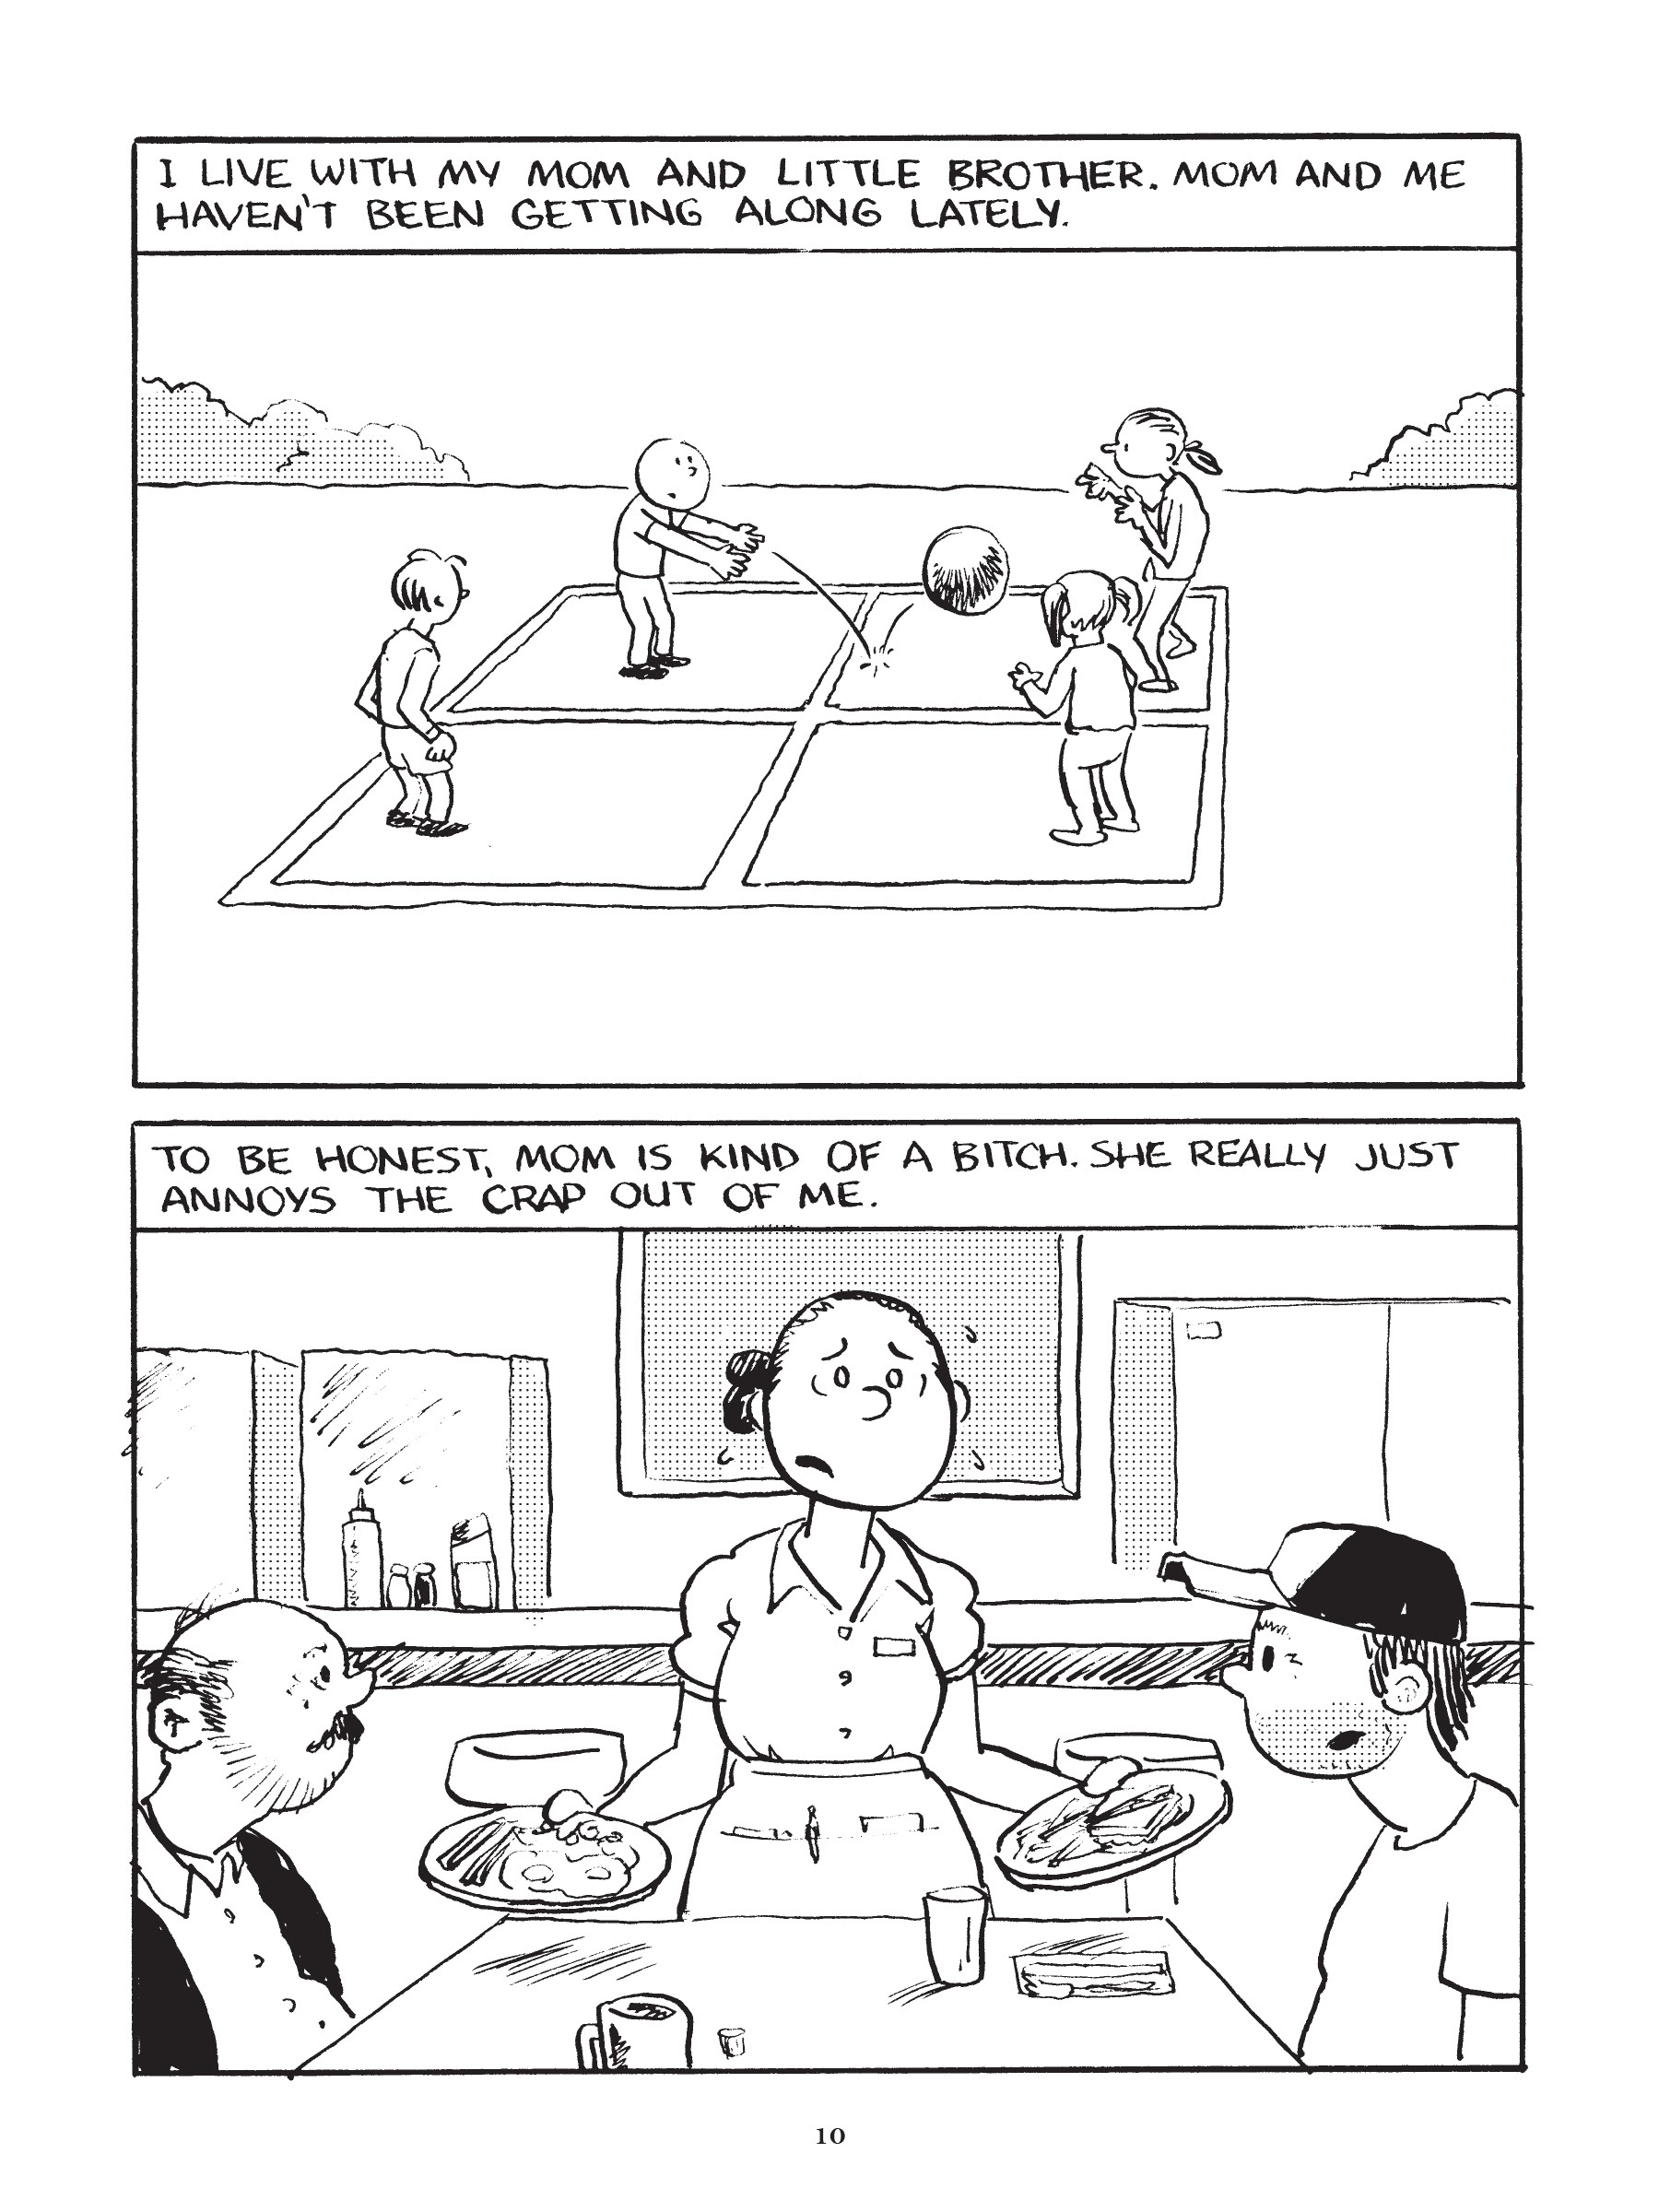 I LIVE WITH MY MOM AND LITTLE BROTHER. MOM AND ME
HAVEN'T BEEN GETTING ALONG LATELY.
TO BE HONEST, MOM IS KIND OF A BITCH. SHE REALLY JUST
ANNOYS THE CRAP OUT OF ME.
10